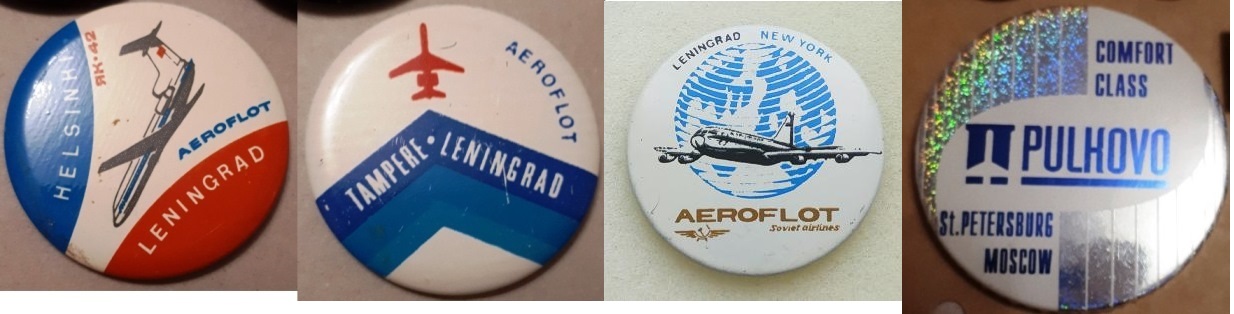 HELSINKI
ЯК-42
AEROFLOT
LENINGRAD
AEROFLOT
TAMPERE • LENINGRAD
LENINGRAD NEW YORK
AEROFLOT
Soviet airlines
COMFORT
CLASS
PULKOVO
St. PETERSBURG
MOSCOW